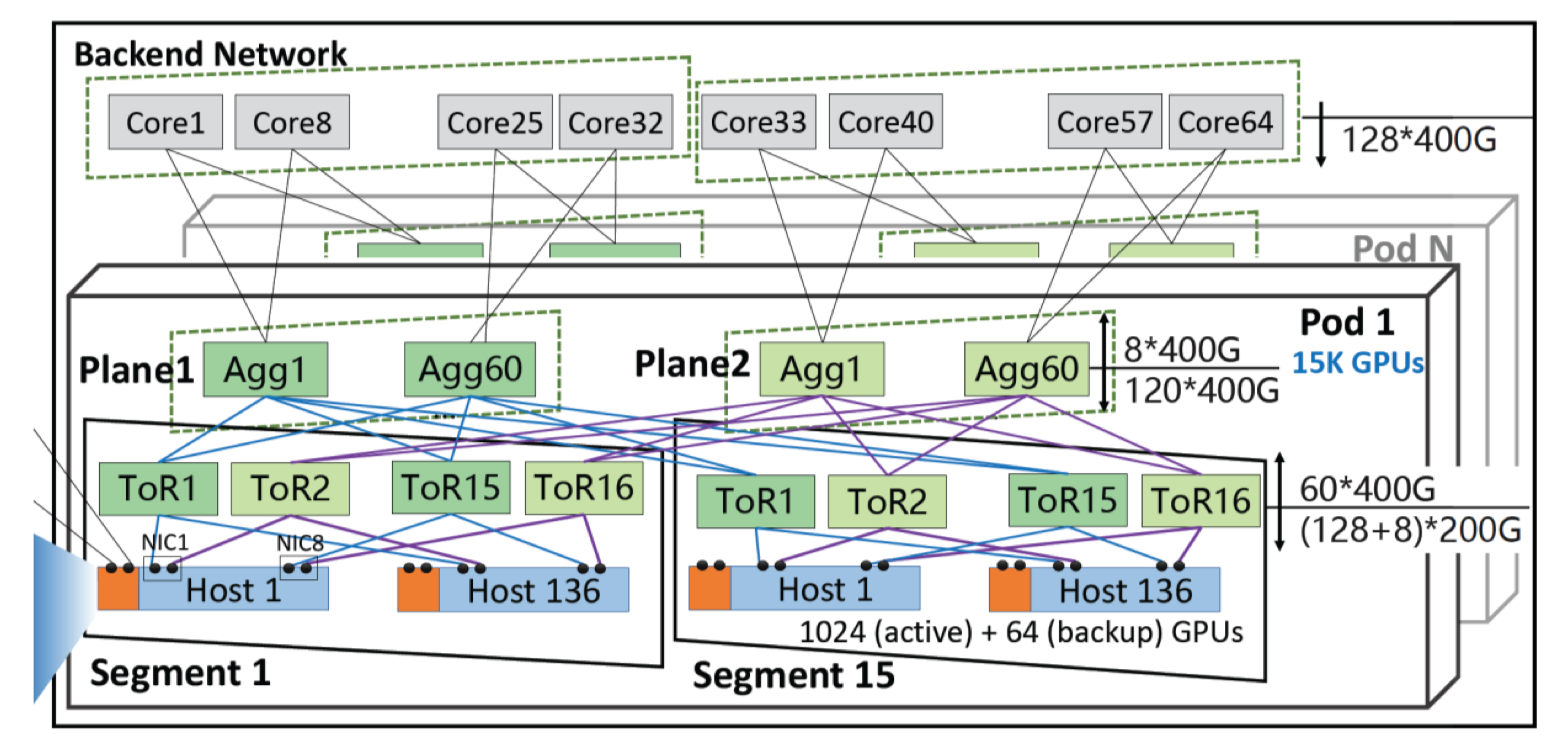 Backend Network
Core1 Core8 Core25 Core32 Core33 Core40 Core57 Core64
128*400G
Pod N
Pod 1
15K GPUs
Plane1 Agg1 Agg60 Plane2 Agg1 Agg60
8*400G
120*400G
...
ToR1 ToR2 ToR15 ToR16 ToR1 ToR2 ToR15 ToR16
60*400G
(128+8)*200G
NIC1 NIC8
Host 1 Host 136 Host 1 Host 136
1024 (active) + 64 (backup) GPUs
Segment 1 Segment 15